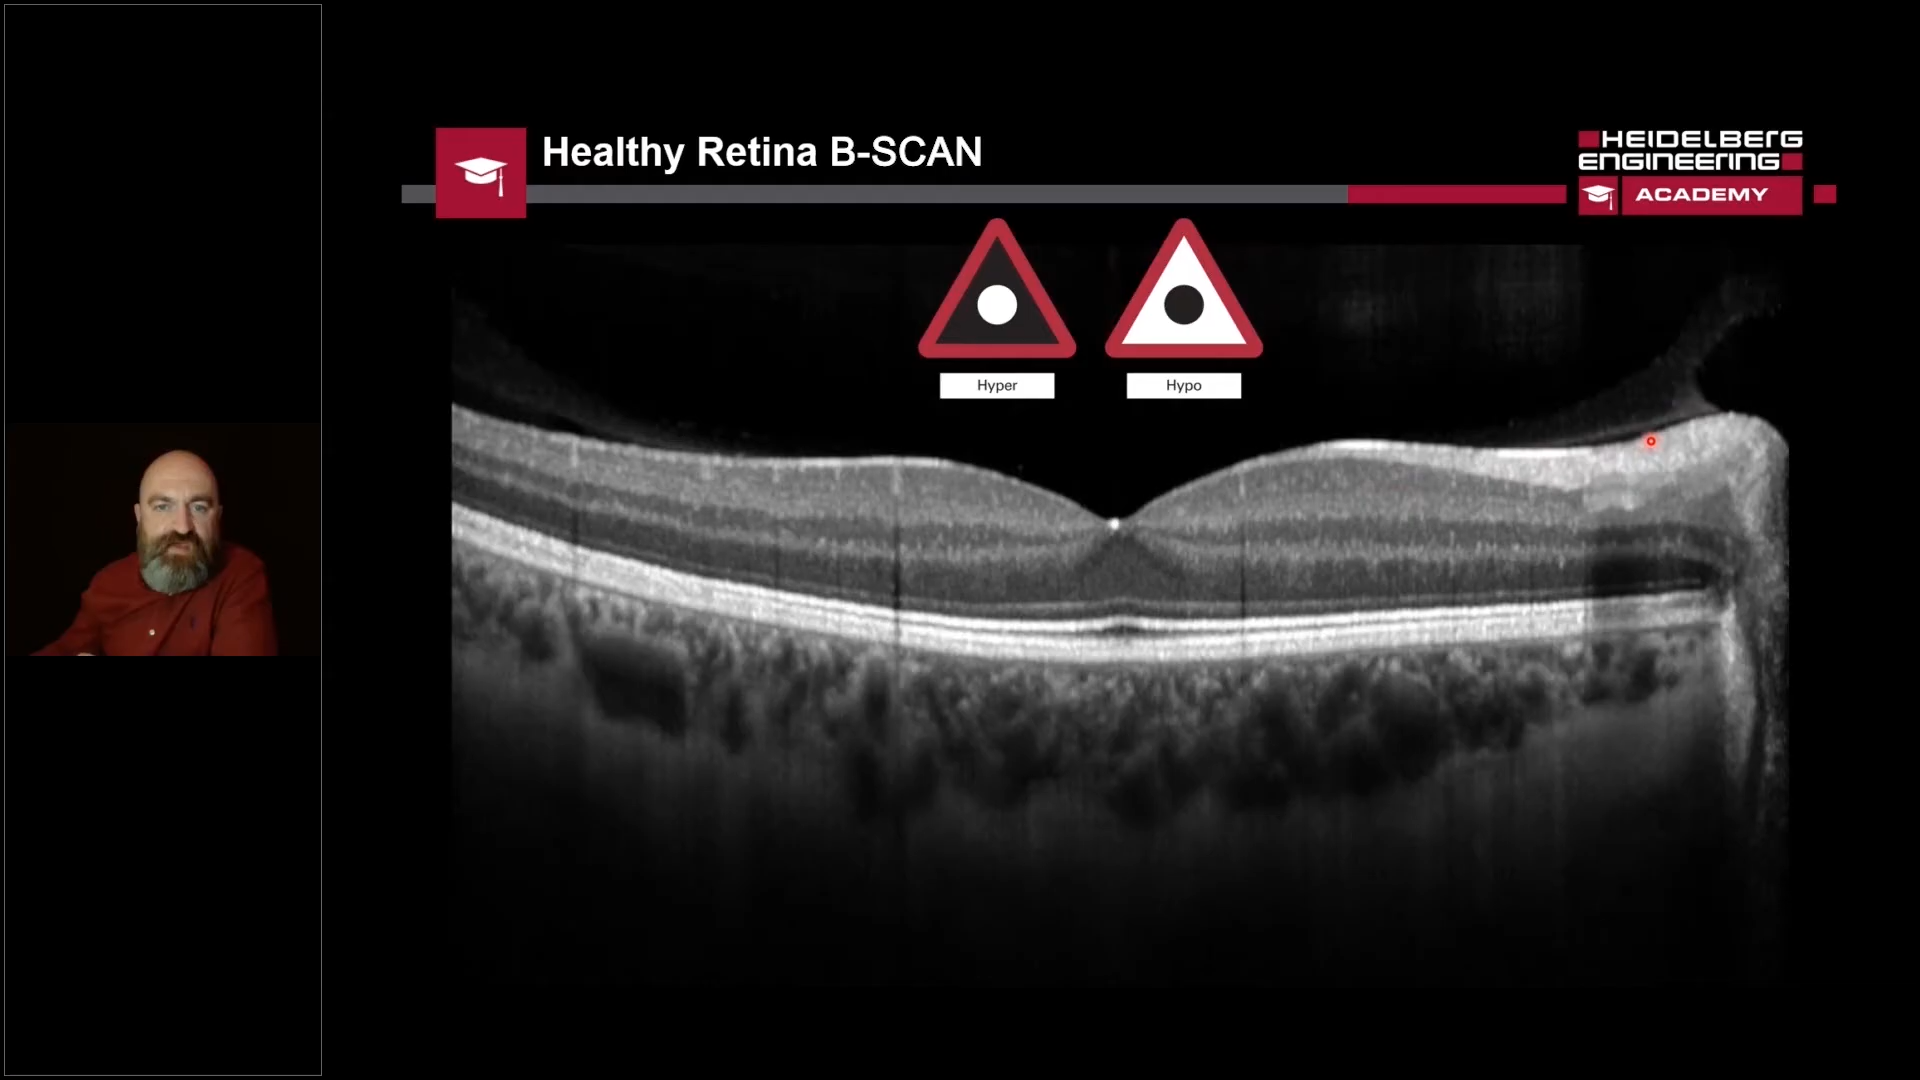 Healthy Retina B-SCAN
HEIDELBERG
ENGINEERING
ACADEMY
Hyper
Hypo